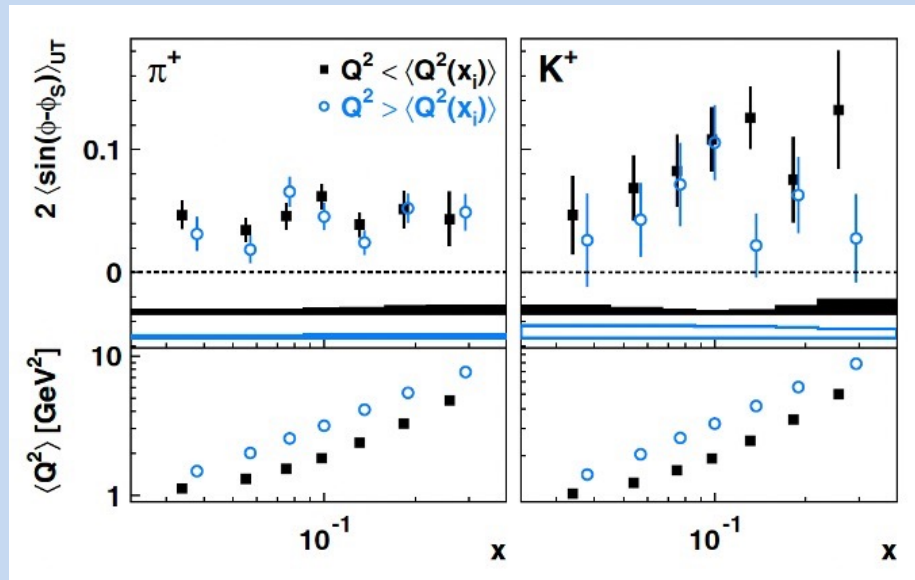 π+
K+
Q2 < ⟨Q2(xi)⟩
Q2 > ⟨Q2(xi)⟩
2 ⟨sin(ϕ-ϕS)⟩UT
0.1
0
⟨Q2⟩ [GeV2]
10
1
10-1
x
10-1
x